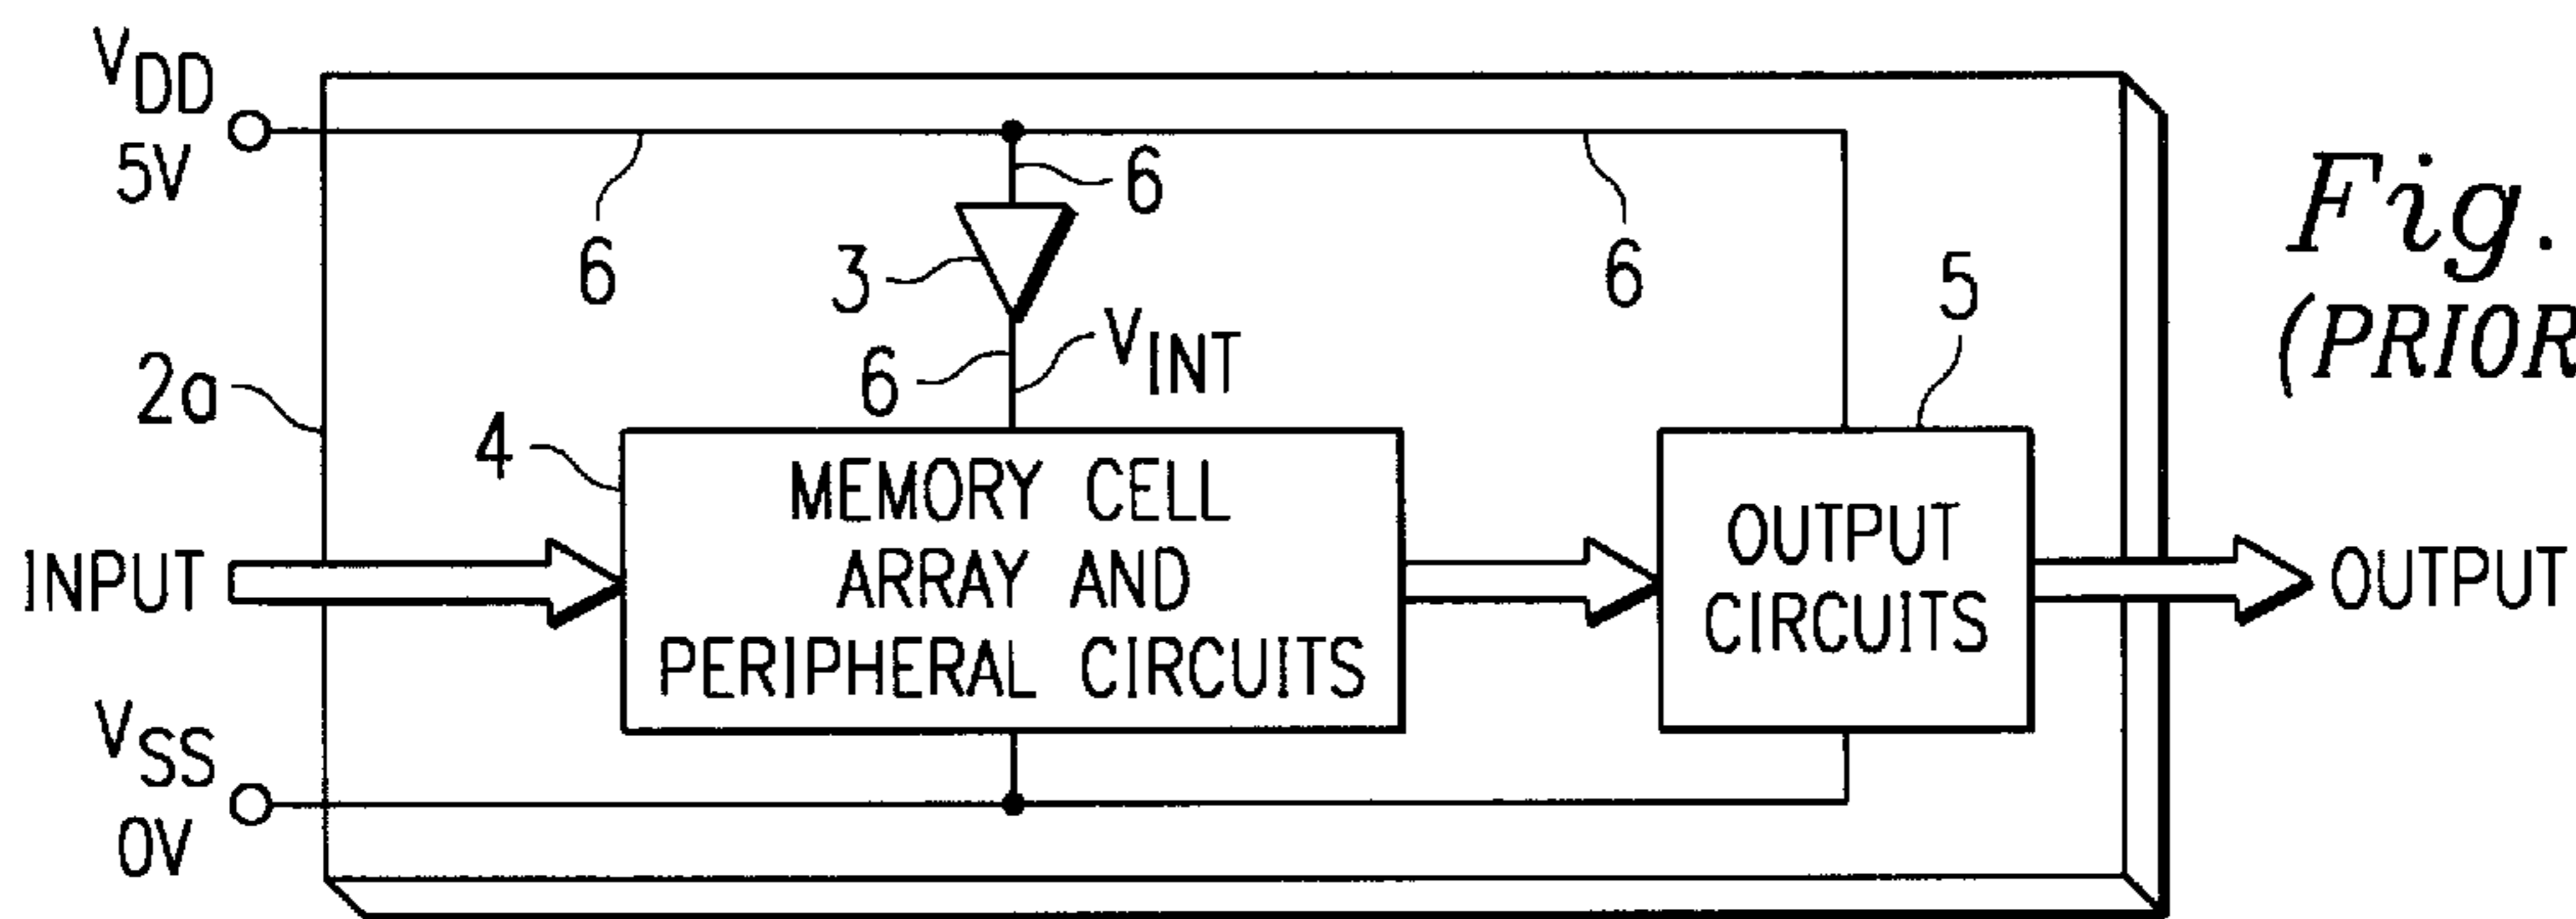 VDD
5V
6
6
6
3
VINT
6
5
2a
4
MEMORY CELL
ARRAY AND
PERIPHERAL CIRCUITS
OUTPUT
CIRCUITS
INPUT
OUTPUT
VSS
0V
Fig.
(PRIOR